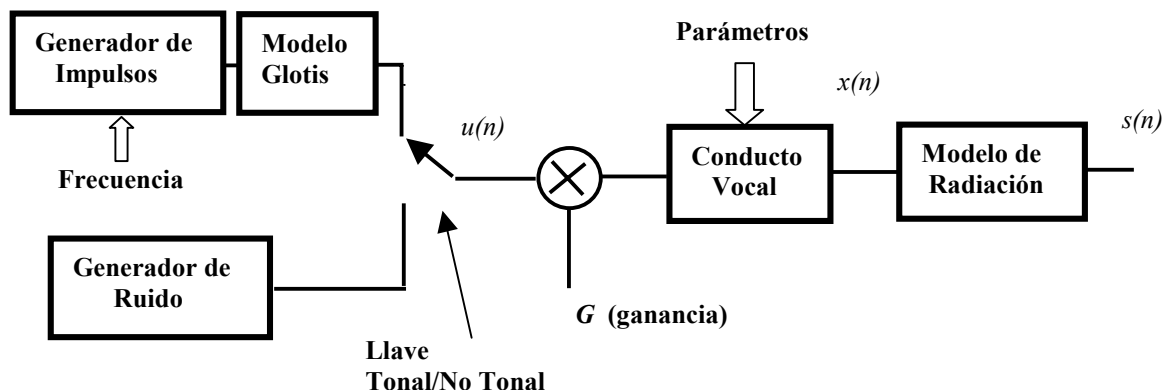 Generador de
Impulsos
Modelo
Glotis
Frecuencia
Generador de
Ruido
u(n)
Llave
Tonal/No Tonal
G (ganancia)
Parámetros
Conducto
Vocal
x(n)
Modelo de
Radiación
s(n)